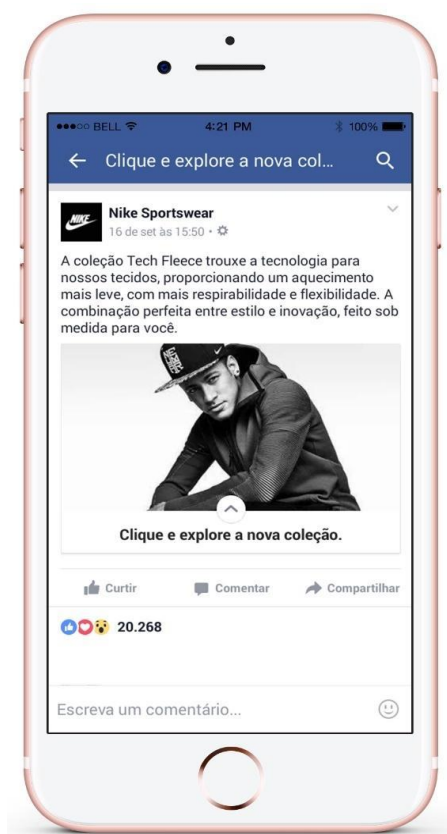 BELL 4:21 PM 100%
Clique e explore a nova col...
NIKE
Nike Sportswear
16 de set às 15:50
A coleção Tech Fleece trouxe a tecnologia para
nossos tecidos, proporcionando um aquecimento
mais leve, com mais respirabilidade e flexibilidade. A
combinação perfeita entre estilo e inovação, feito sob
medida para você.
Clique e explore a nova coleção.
Curtir Comentar Compartilhar
20.268
Escreva um comentário...